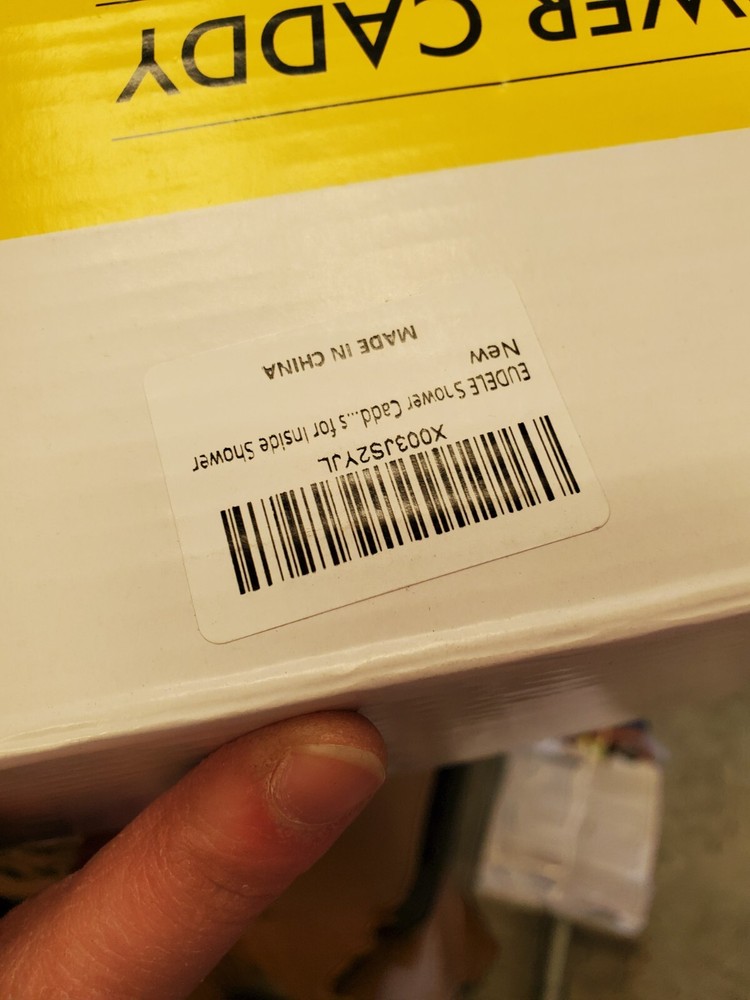 WER CADDY
X003JS2YJL
EUDELE Shower Cadd...s for Inside Shower
New
MADE IN CHINA